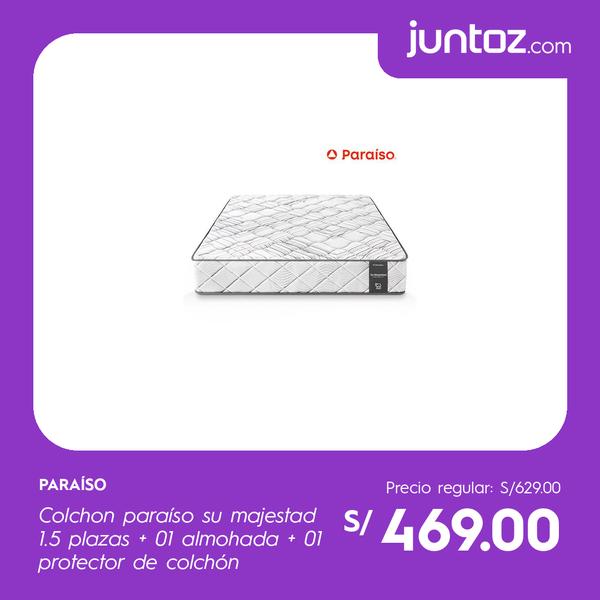 juntoz.com
Paraíso
PARAÍSO
Colchon paraíso su majestad
1.5 plazas + 01 almohada + 01
protector de colchón
Precio regular: S/629.00
S/ 469.00